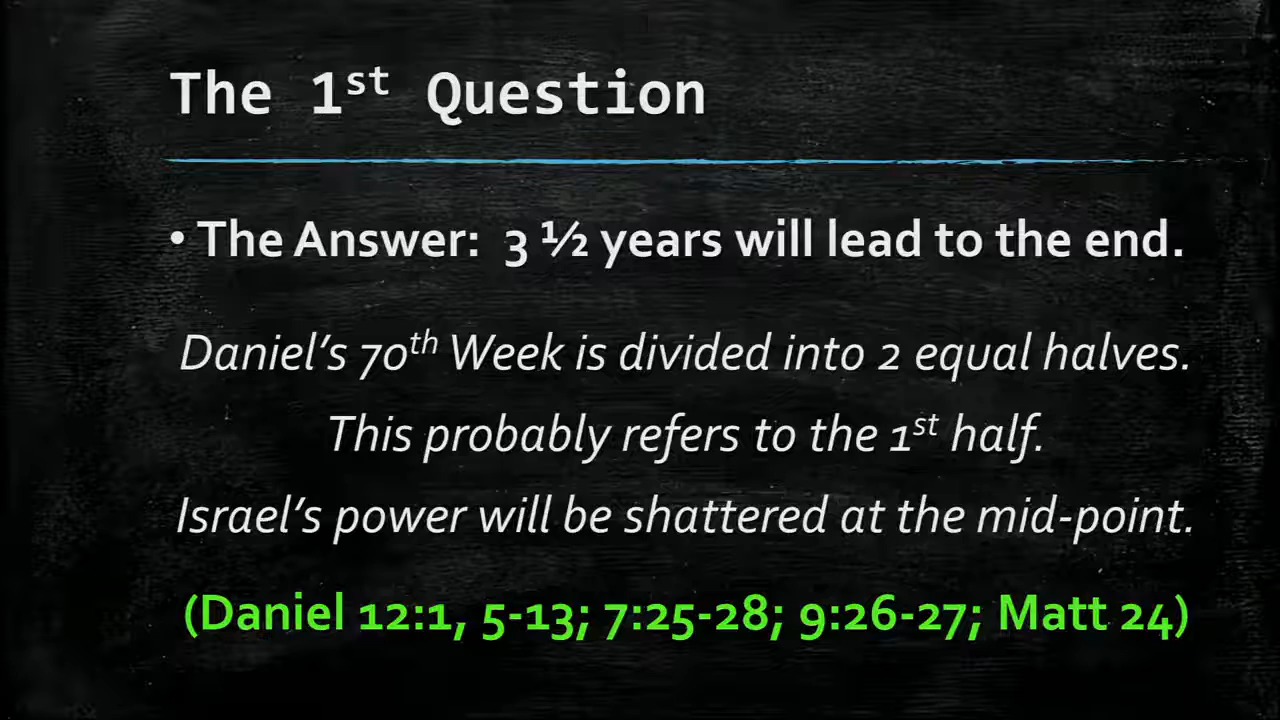 The 1st Question
• The Answer: 3 ½ years will lead to the end.
Daniel's 70th Week is divided into 2 equal halves.
This probably refers to the 1st half.
Israel's power will be shattered at the mid-point.
(Daniel 12:1, 5-13; 7:25-28; 9:26-27; Matt 24)